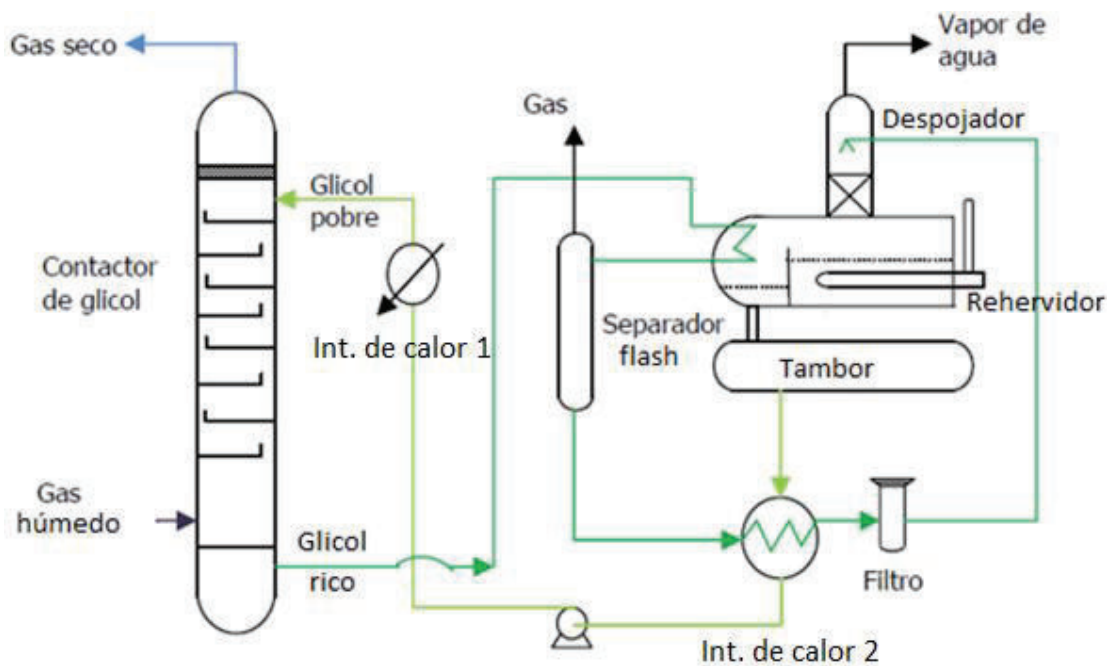 Gas seco
Vapor de
agua
Gas
Despojador
Glicol
pobre
Contactor
de glicol
Int. de calor 1
Separador
flash
Rehervidor
Tambor
Gas
húmedo
Glicol
rico
Filtro
Int. de calor 2